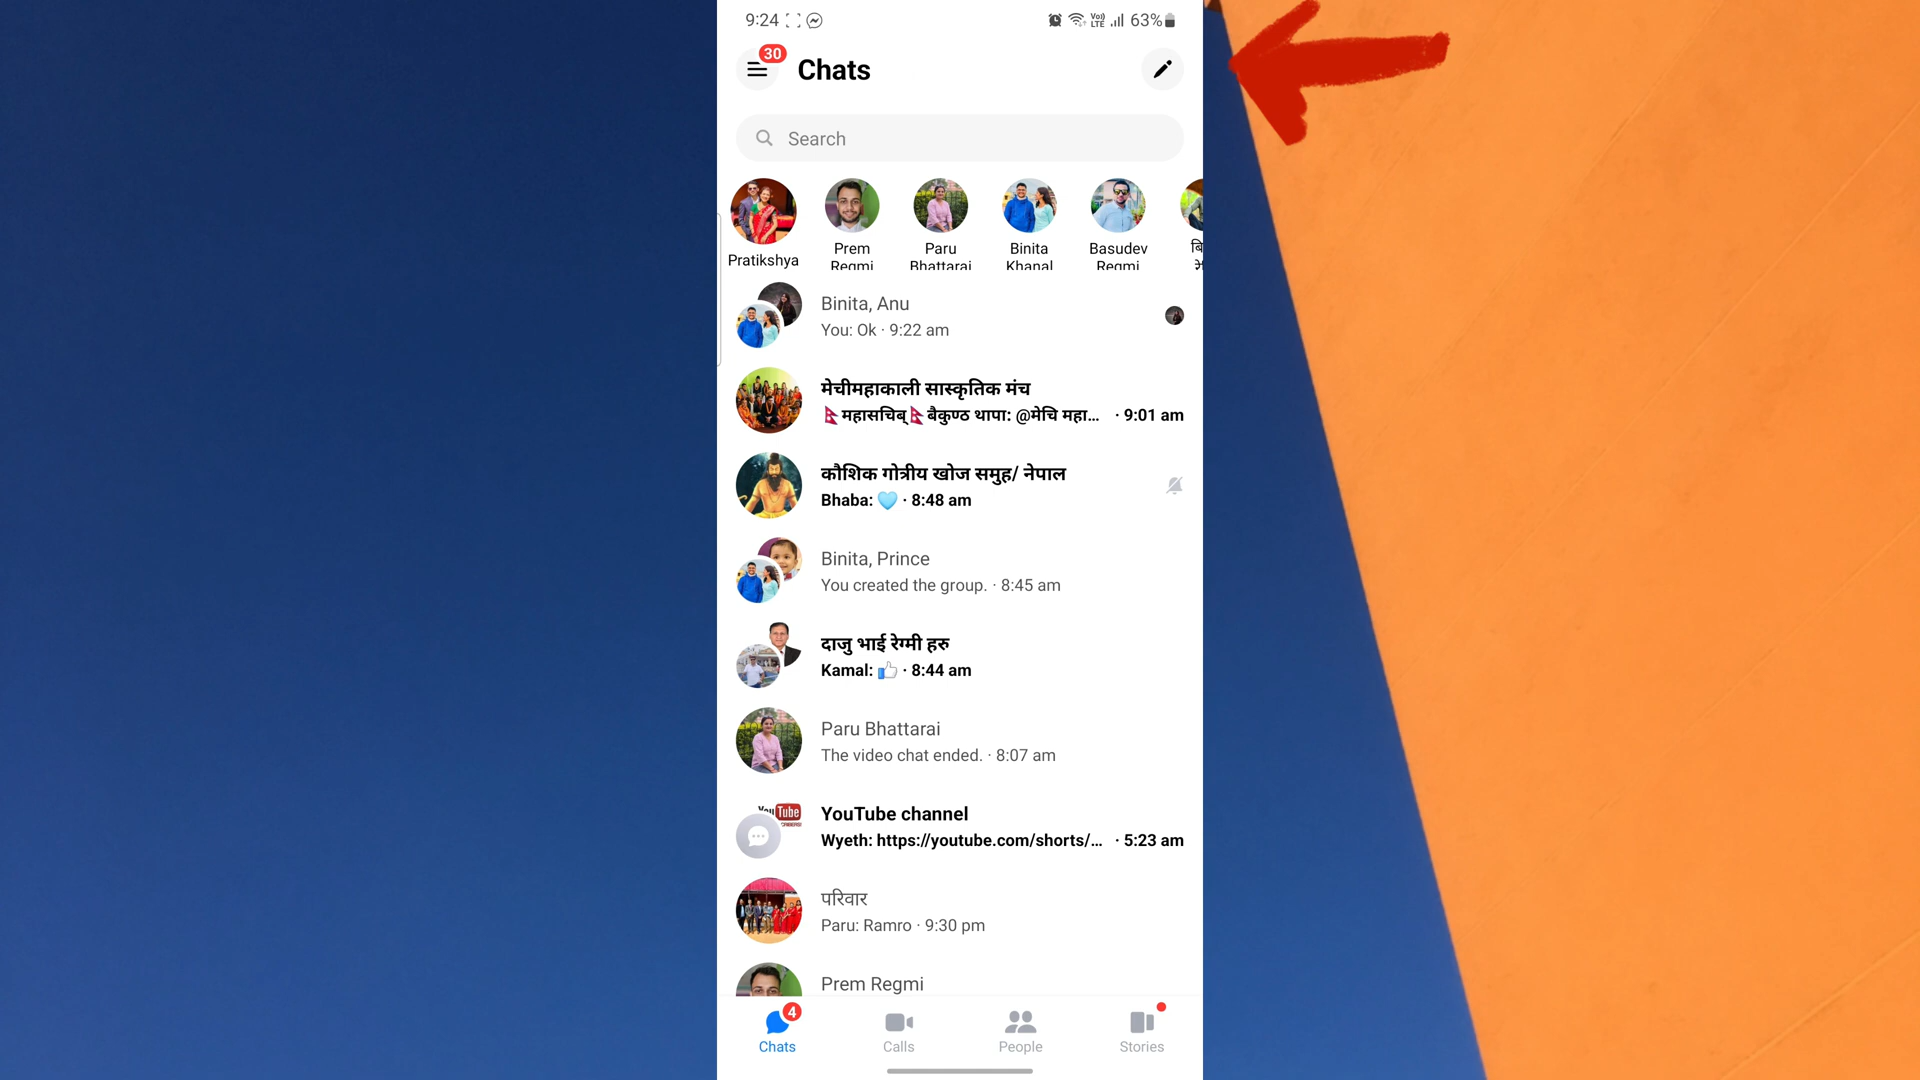 9:24
Vo)) LTE 63%
30
Chats
Search
Pratikshya
Prem Regmi
Paru Bhattarai
Binita Khanal
Basudev Regmi
Binita, Anu
You: Ok · 9:22 am
मेचीमहाकाली सास्कृतिक मंच
महासचिब् बैकुण्ठ थापा: @मेचि महा... · 9:01 am
कौशिक गोत्रीय खोज समुह/ नेपाल
Bhaba: 🩵 · 8:48 am
Binita, Prince
You created the group. · 8:45 am
दाजु भाई रेग्मी हरु
Kamal: 👍 · 8:44 am
Paru Bhattarai
The video chat ended. · 8:07 am
YouTube channel
Wyeth: https://youtube.com/shorts/... · 5:23 am
परिवार
Paru: Ramro · 9:30 pm
Prem Regmi
4
Chats
Calls
People
Stories